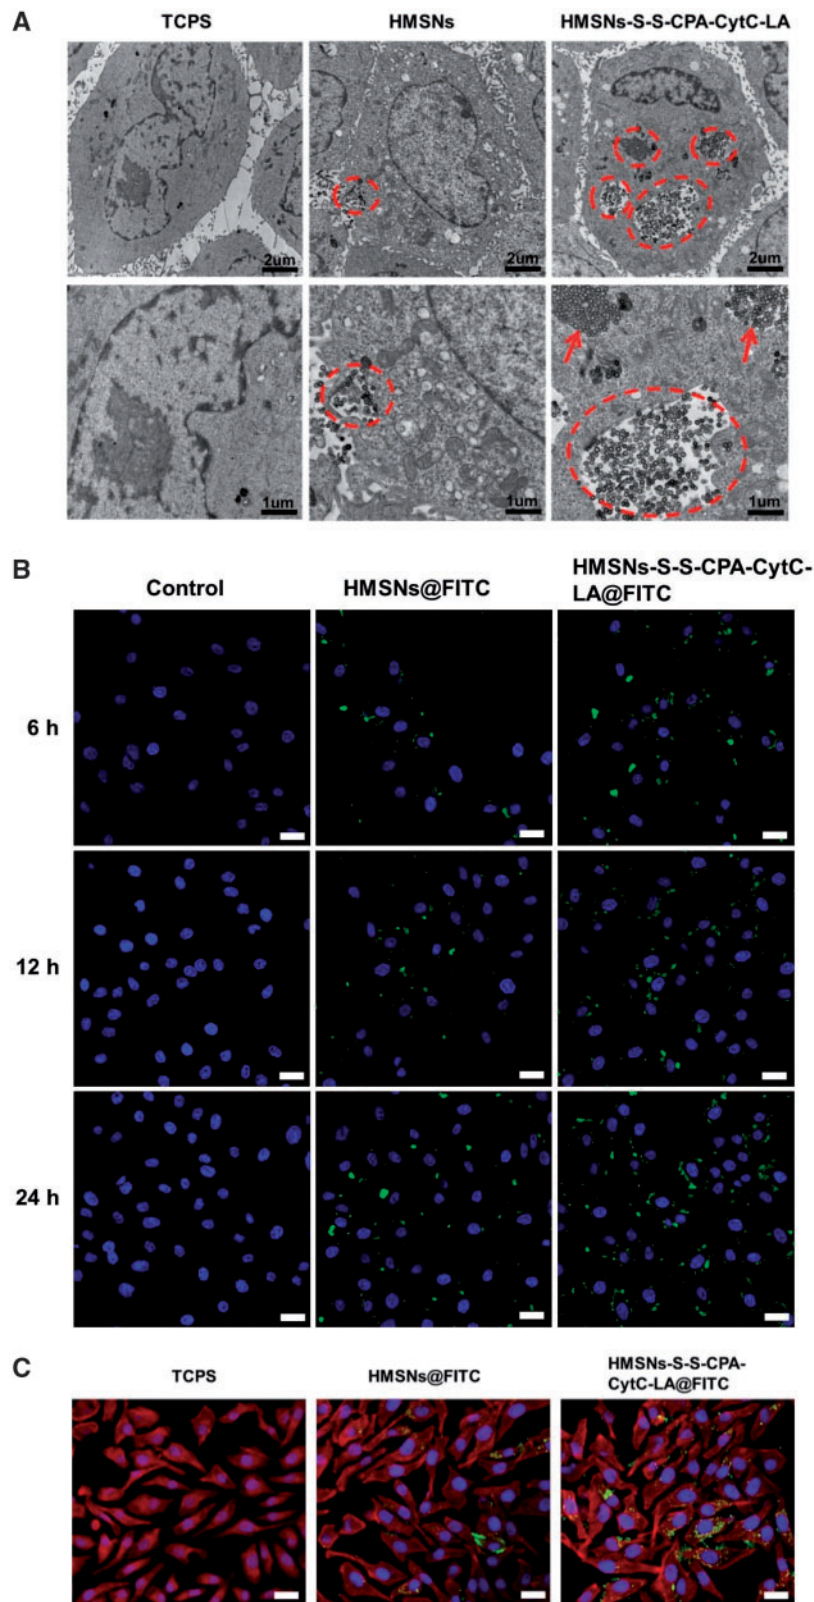 A
TCPS
HMSNs
HMSNs-S-S-CPA-CytC-LA
2um
2um
2um
1um
1um
1um
B
Control
HMSNs@FITC
HMSNs-S-S-CPA-CytC-
LA@FITC
6 h
12 h
24 h
C
TCPS
HMSNs@FITC
HMSNs-S-S-CPA-
CytC-LA@FITC